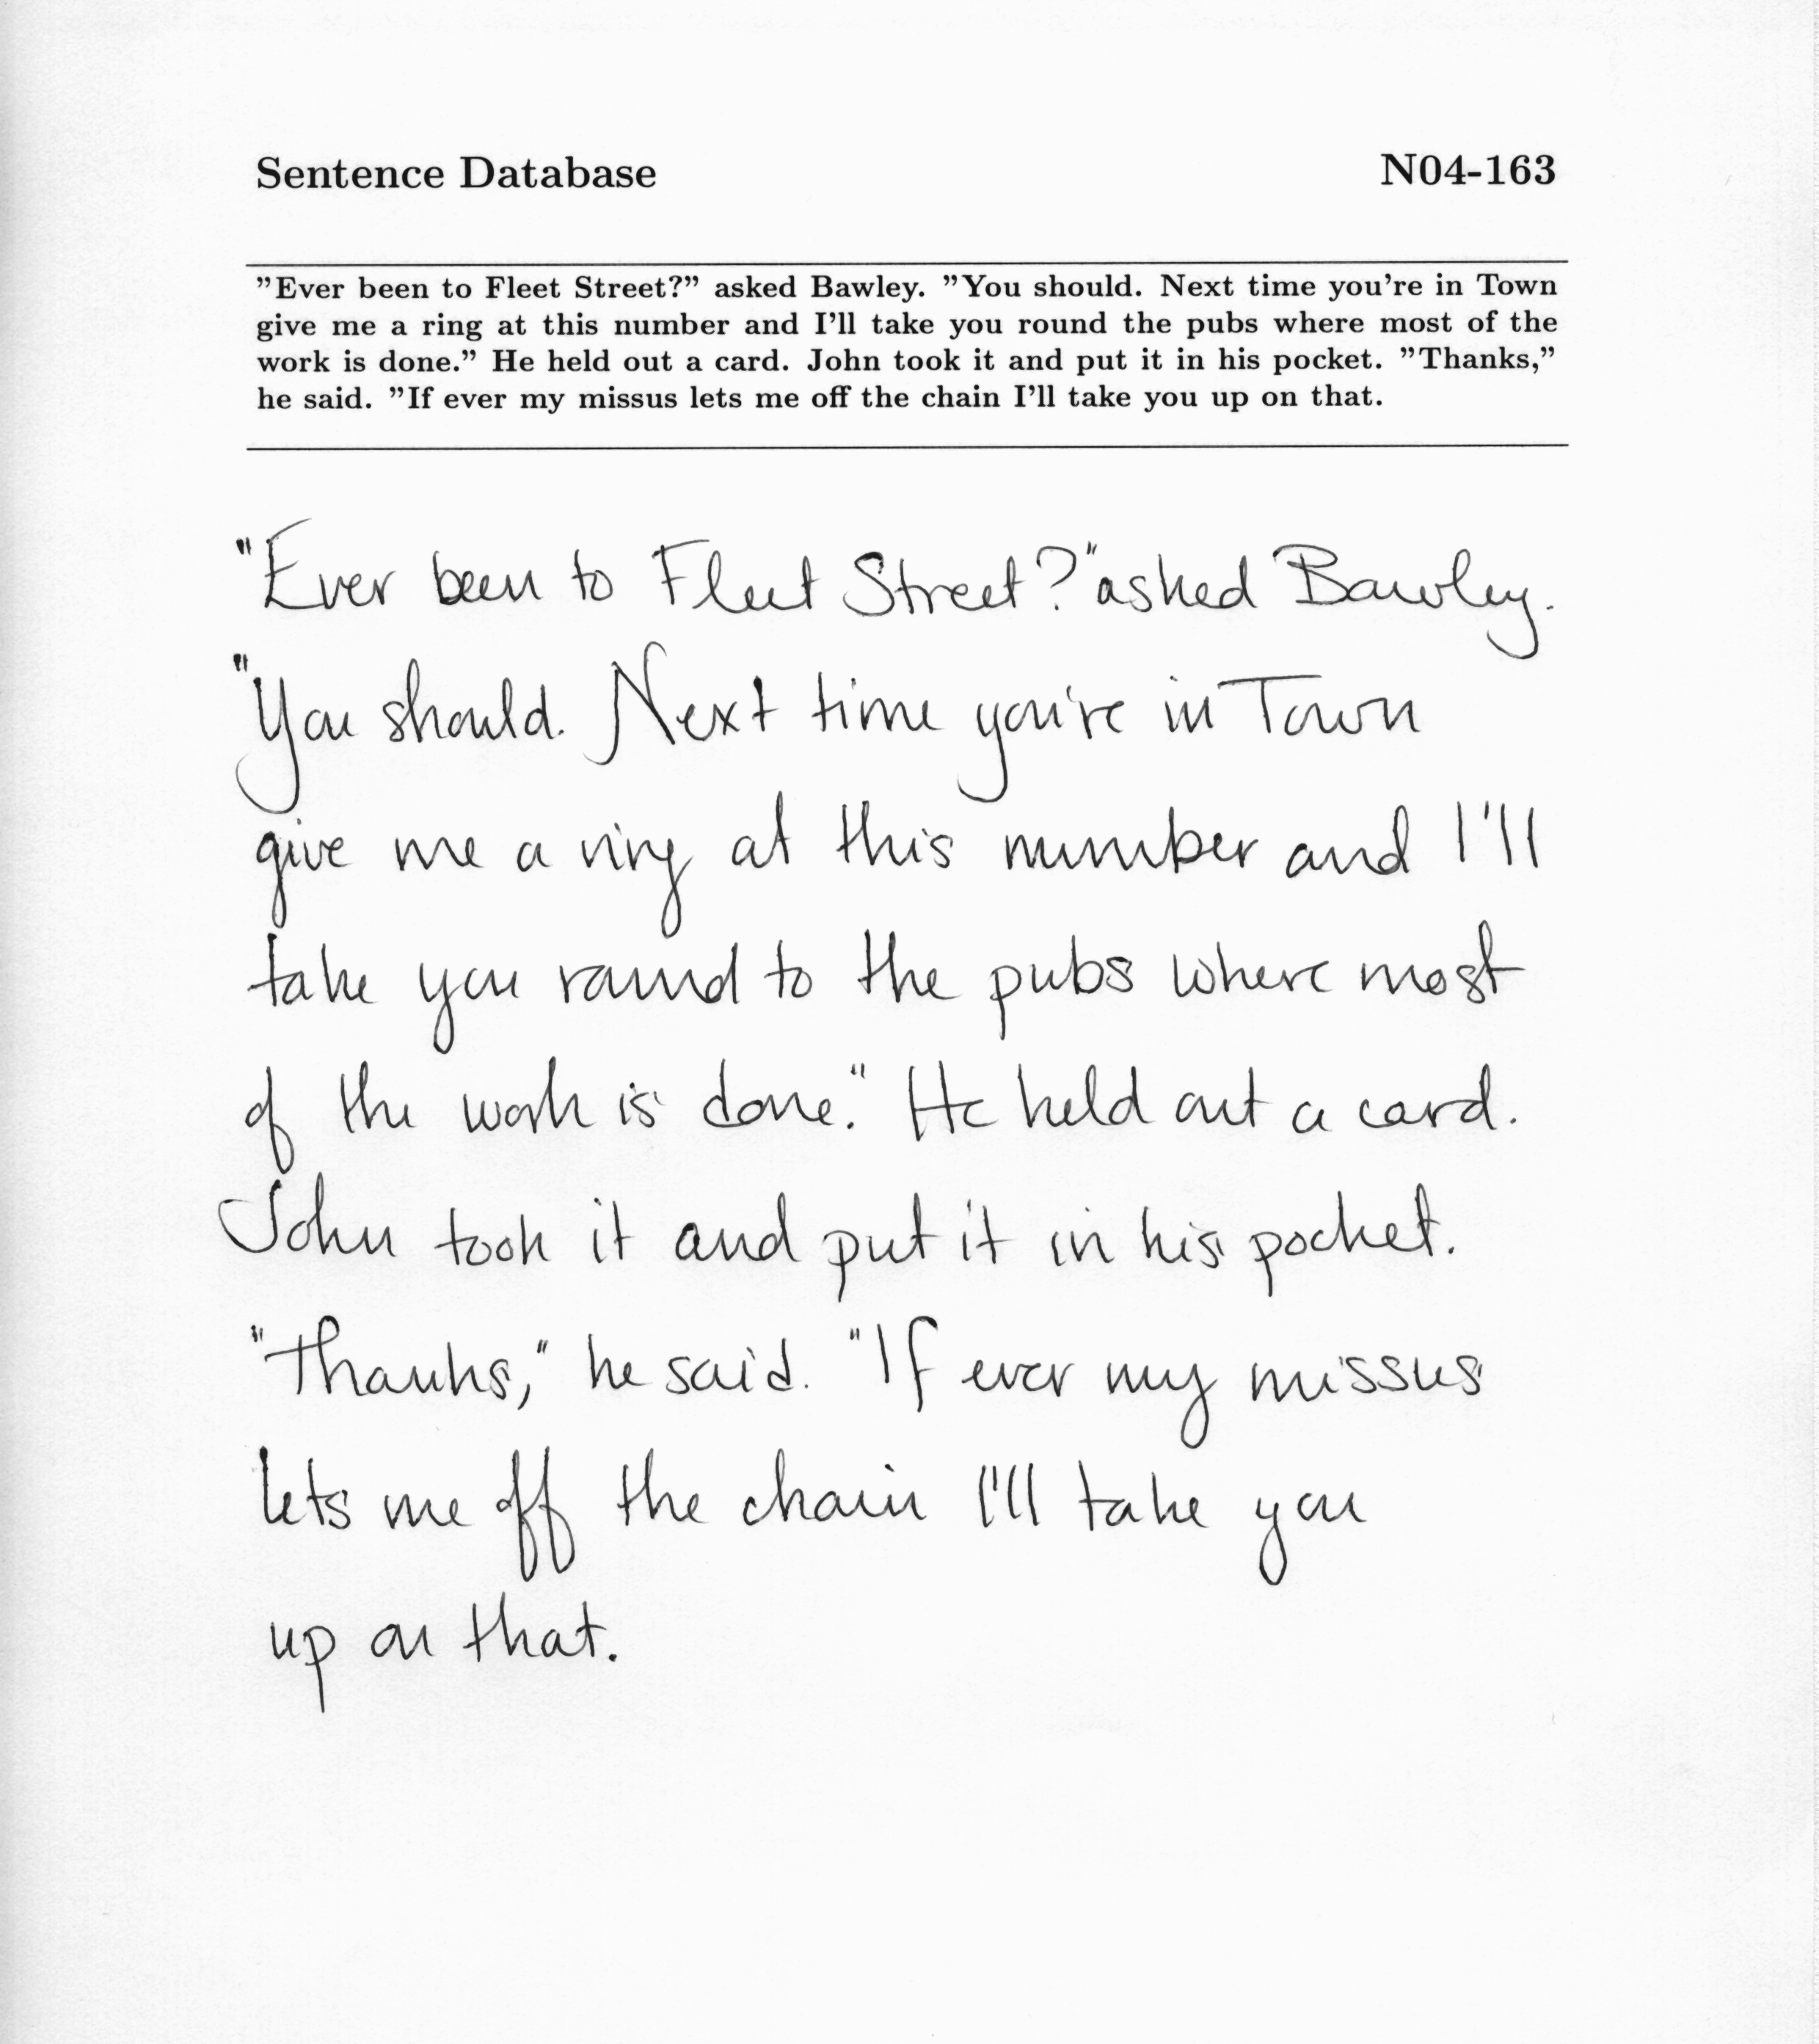 Sentence Database N04-163
"Ever been to Fleet Street?" asked Bawley. "You should. Next time you're in Town
give me a ring at this number and I'll take you round the pubs where most of the
work is done." He held out a card. John took it and put it in his pocket. "Thanks,"
he said. "If ever my missus lets me off the chain I'll take you up on that.
"Ever been to Fleet Street?" asked Bawley.
"You should. Next time you're in Town
give me a ring at this number and I'll
take you round to the pubs where most
of the work is done." He held out a card.
John took it and put it in his pocket.
"Thanks," he said. "If ever my missus
lets me off the chain I'll take you
up on that.